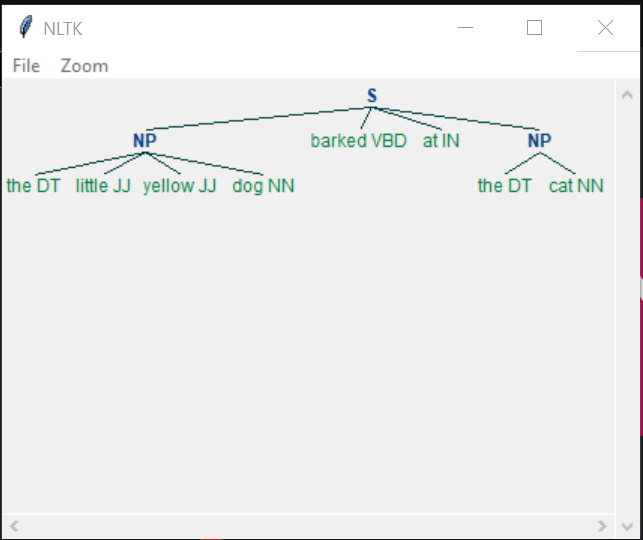 NLTK
File Zoom
S
NP barked VBD at IN NP
the DT little JJ yellow JJ dog NN the DT cat NN